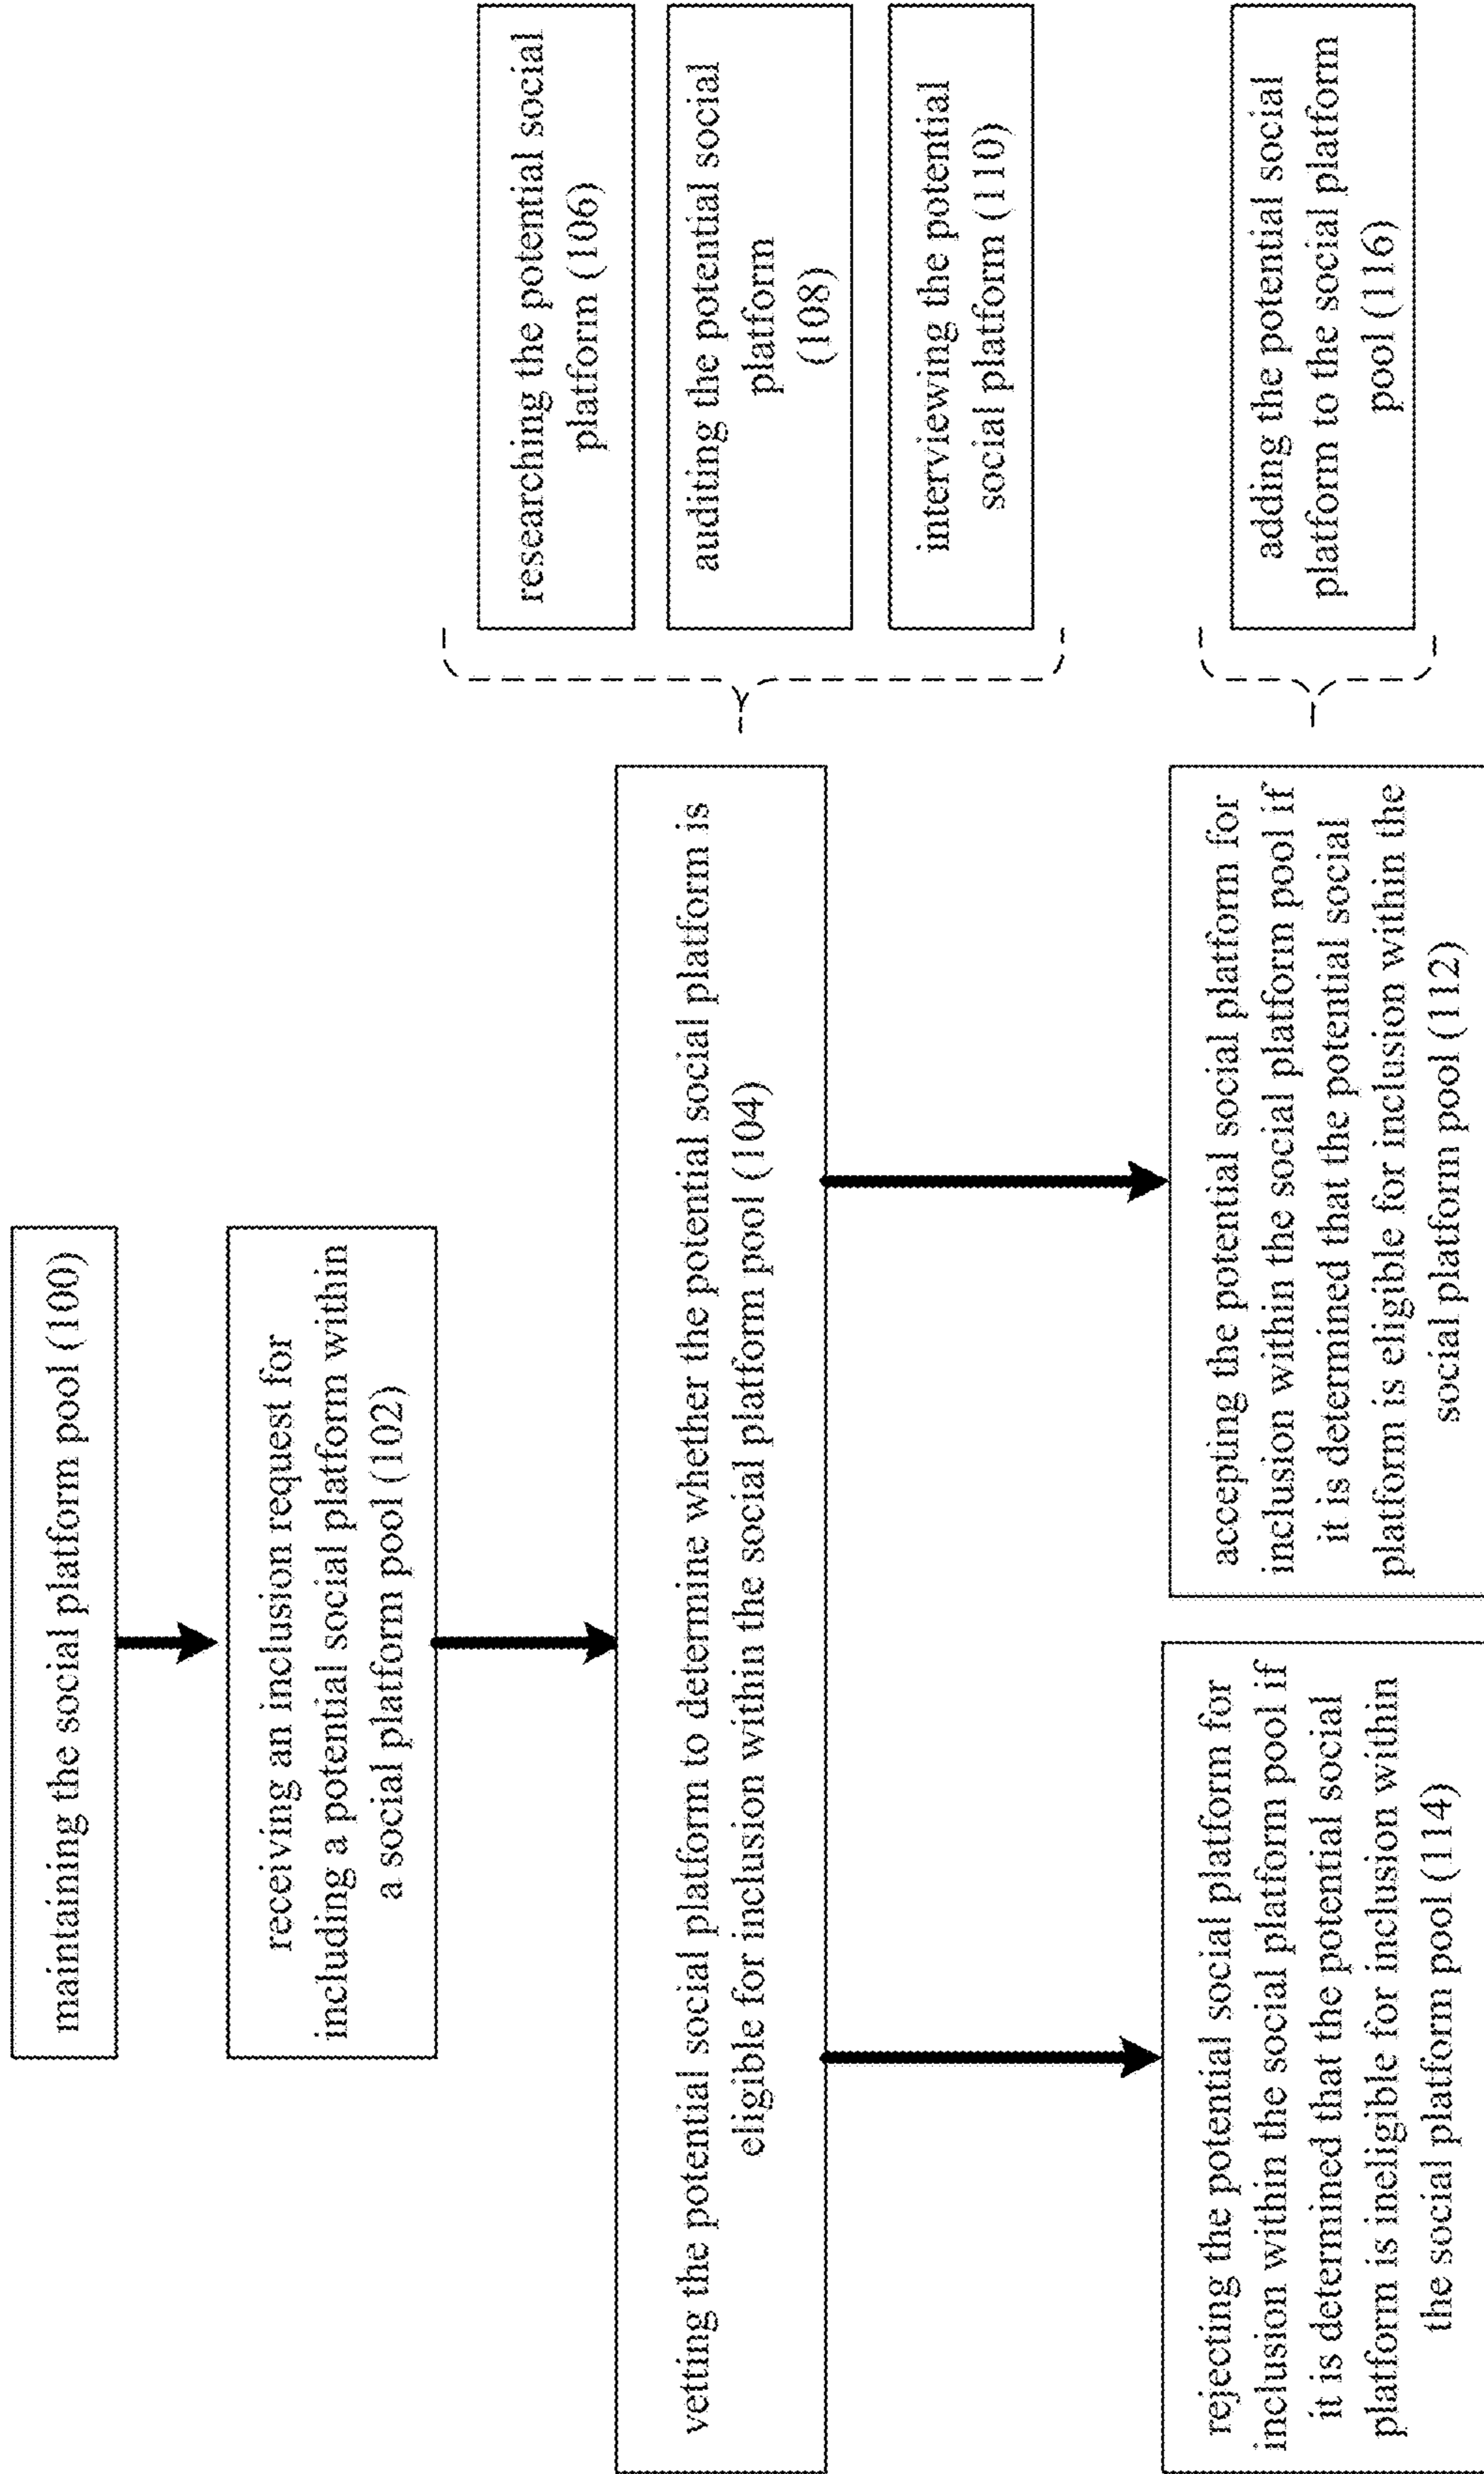 maintaining the social platform pool (100)
receiving an inclusion request for
including a potential social platform within
a social platform pool (102)
vetting the potential social platform to determine whether the potential social platform is
eligible for inclusion within the social platform pool (104)
researching the potential social
platform (106)
auditing the potential social
platform
(108)
interviewing the potential
social platform (110)
rejecting the potential social platform for
inclusion within the social platform pool if
it is determined that the potential social
platform is ineligible for inclusion within
the social platform pool (114)
accepting the potential social platform for
inclusion within the social platform pool if
it is determined that the potential social
platform is eligible for inclusion within the
social platform pool (112)
adding the potential social
platform to the social platform
pool (116)